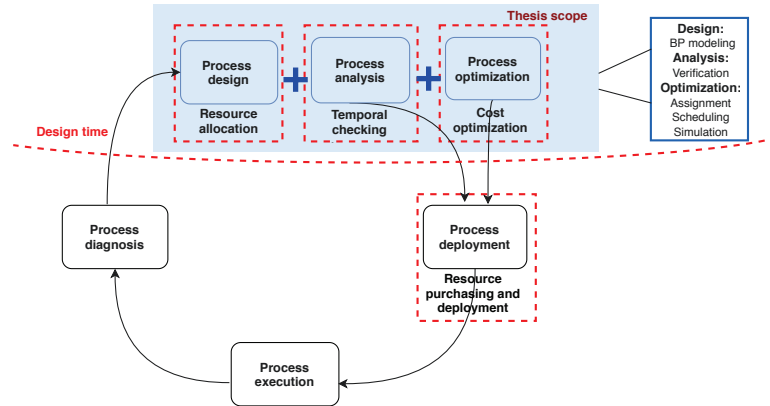 Thesis scope
Process
design
Process
analysis
Process
optimization
Resource
allocation
Temporal
checking
Cost
optimization
Design:
BP modeling
Analysis:
Verification
Optimization:
Assignment
Scheduling
Simulation
Design time
Process
diagnosis
Process
deployment
Resource
purchasing and
deployment
Process
execution